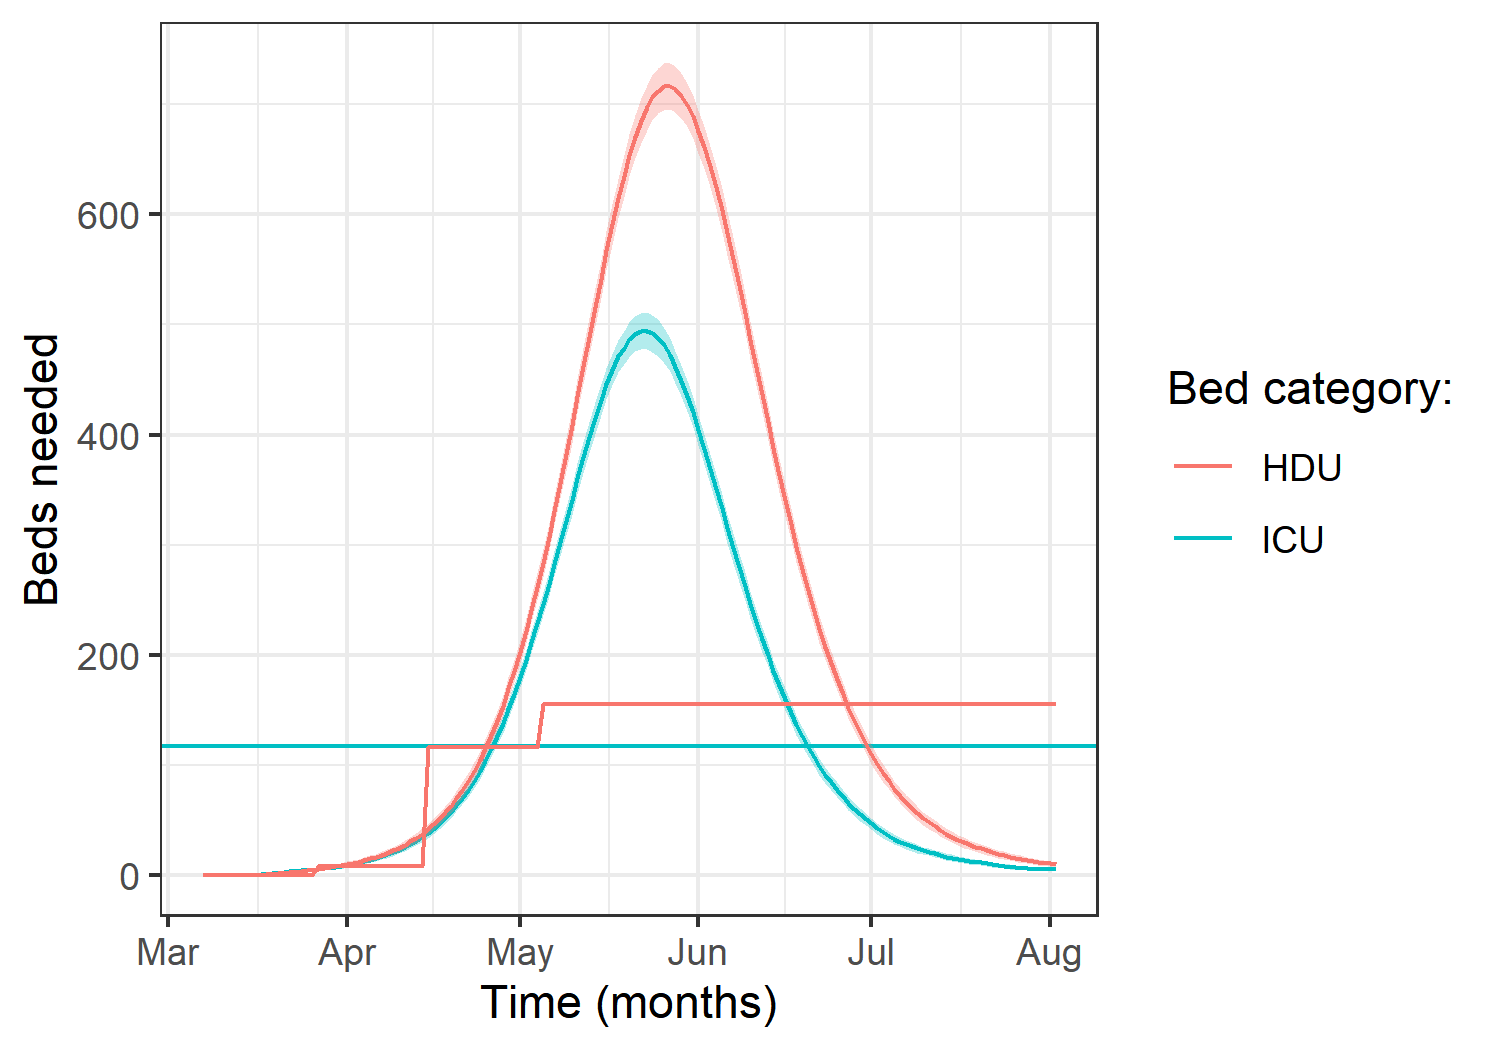 600
400
200
0
Beds needed
Mar Apr May Jun Jul Aug
Time (months)
Bed category:
HDU
ICU